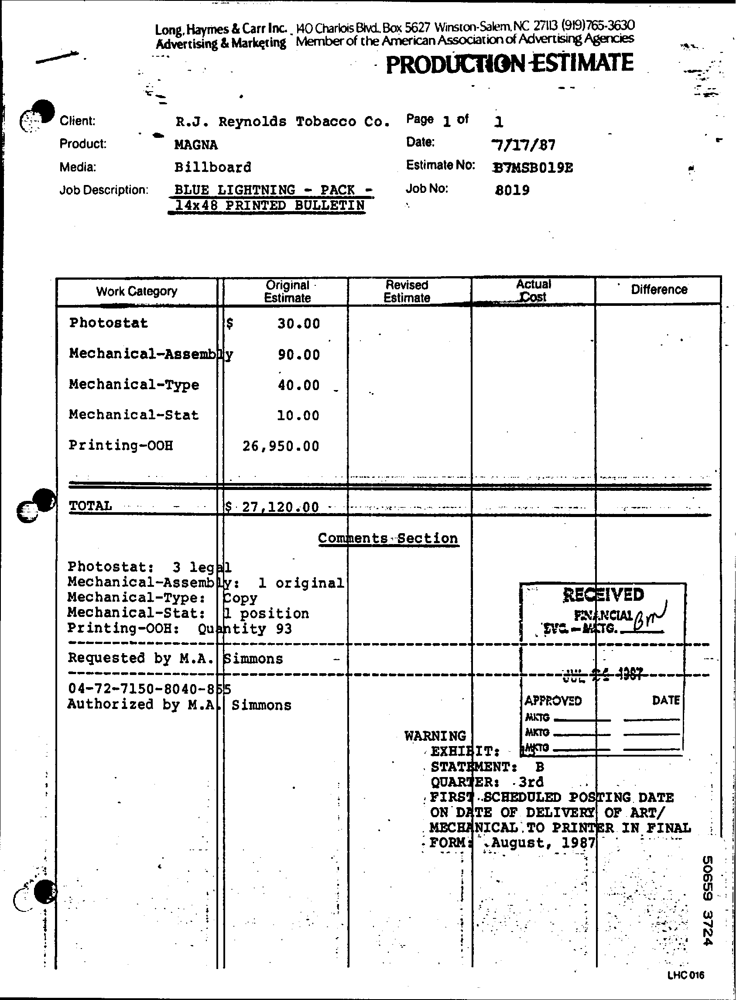 Long, Haymes & Carr Inc. 140 Charlois Blvd. Box 5627 Winston-Salem, NC 27113 (919)765-3630
Advertising & Marketing Member of the American Association of Advertising Agencies
PRODUCTION ESTIMATE
Client: R.J. Reynolds Tobacco Co. Page 1 of 1
Product: MAGNA Date: 7/17/87
Media: Billboard Estimate No: B7MSB019E
Job Description: BLUE LIGHTNING - PACK - Job No: 8019
14x48 PRINTED BULLETIN
Work Category Original Estimate Revised Estimate Actual Cost Difference
Photostat $ 30.00
Mechanical-Assembly 90.00
Mechanical-Type 40.00
Mechanical-Stat 10.00
Printing-OOH 26,950.00
TOTAL $ 27,120.00
Comments Section
Photostat: 3 legal
Mechanical-Assembly: 1 original
Mechanical-Type: Copy
Mechanical-Stat: 1 position
Printing-OOH: Quantity 93
RECEIVED
FINANCIAL
SVC. - MKTG.
Requested by M.A. Simmons
JUL 1987
04-72-7150-8040-855
Authorized by M.A. Simmons
APPROVED DATE
MKTG
MKTG
MKTG
WARNING
EXHIBIT:
STATEMENT: B
QUARTER: 3rd
FIRST SCHEDULED POSTING DATE
ON DATE OF DELIVERY OF ART/
MECHANICAL TO PRINTER IN FINAL
FORM: August, 1987
50659 3724
LHC 016